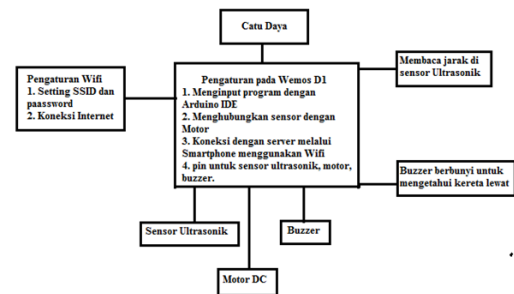 Catu Daya
Pengaturan Wifi
1. Setting SSID dan
paassword
2. Koneksi Internet
Pengaturan pada Wemos D1
1. Menginput program dengan
Arduino IDE
2. Menghubungkan sensor dengan
Motor
3. Koneksi dengan server melalui
Smartphone menggunakan Wifi
4. pin untuk sensor ultrasonik, motor,
buzzer.
Membaca jarak di
sensor Ultrasonik
Buzzer berbunyi untuk
mengetahui kereta lewat
Sensor Ultrasonik
Buzzer
Motor DC